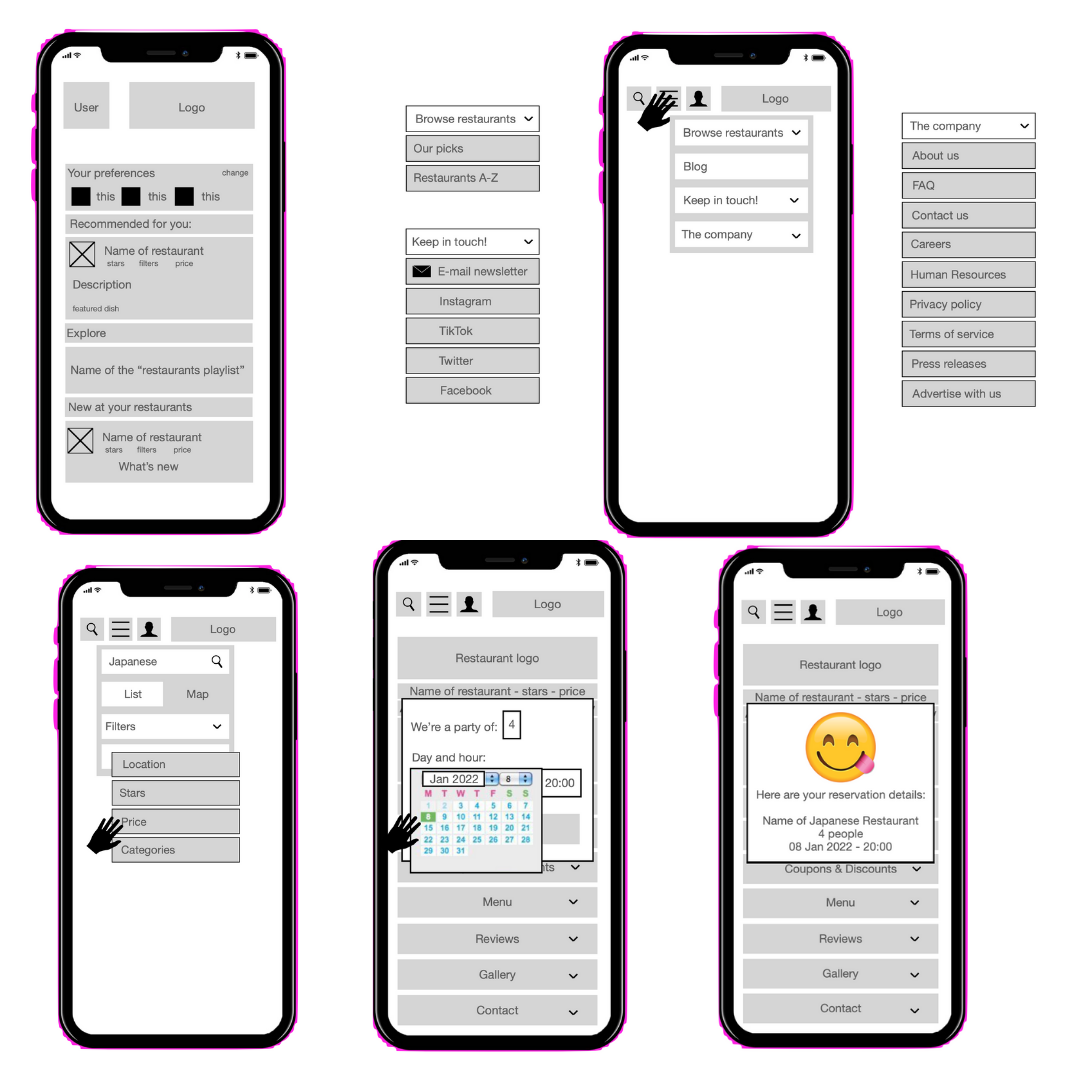 User
Logo
Your preferences
change
this
this
this
Recommended for you:
Name of restaurant
stars filters price
Description
featured dish
Explore
Name of the “restaurants playlist”
New at your restaurants
Name of restaurant
stars filters price
What's new
Browse restaurants
Our picks
Restaurants A-Z
Keep in touch!
E-mail newsletter
Instagram
TikTok
Twitter
Facebook
Logo
Browse restaurants
Blog
Keep in touch!
The company
The company
About us
FAQ
Contact us
Careers
Human Resources
Privacy policy
Terms of service
Press releases
Advertise with us
Logo
Japanese
List Map
Filters
Location
Stars
Price
Categories
Logo
Restaurant logo
Name of restaurant - stars - price
We're a party of: 4
Day and hour:
Jan 2022 8
20:00
M T W T F S S
1 2 3 4 5 6 7
8 9 10 11 12 13 14
15 16 17 18 19 20 21
22 23 24 25 26 27 28
29 30 31
nts
Menu
Reviews
Gallery
Contact
Logo
Restaurant logo
Name of restaurant - stars - price
Here are your reservation details:
Name of Japanese Restaurant
4 people
08 Jan 2022 - 20:00
Coupons & Discounts
Menu
Reviews
Gallery
Contact